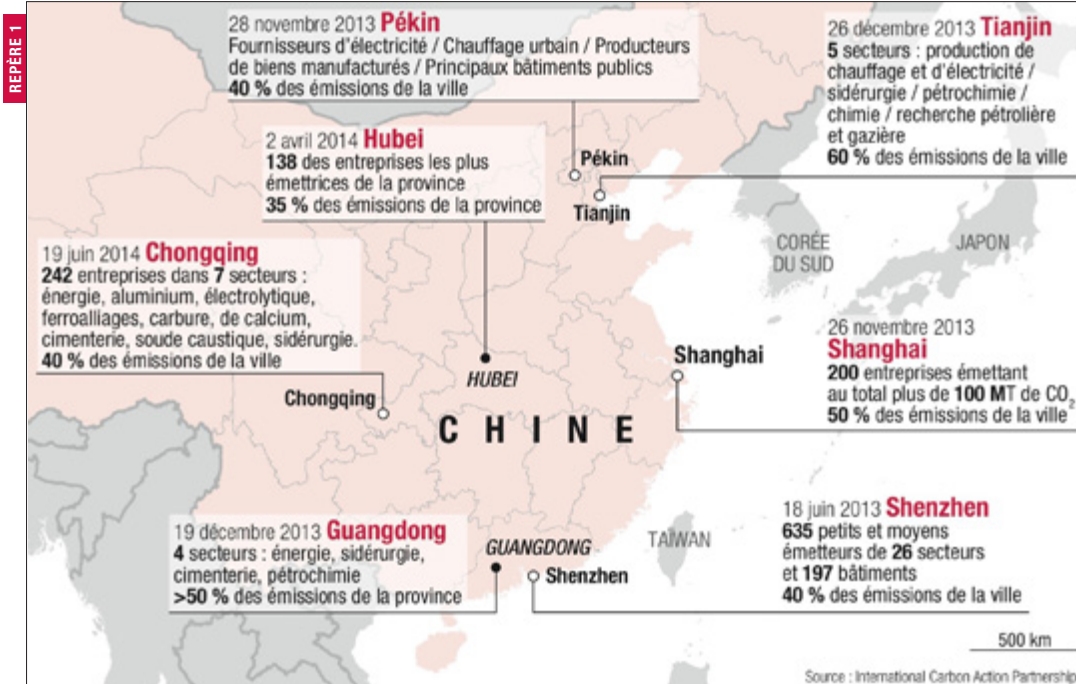 REPÈRE 1
28 novembre 2013 Pékin
Fournisseurs d'électricité / Chauffage urbain / Producteurs
de biens manufacturés / Principaux bâtiments publics
40 % des émissions de la ville
26 décembre 2013 Tianjin
5 secteurs : production de
chauffage et d'électricité /
sidérurgie / pétrochimie /
chimie / recherche pétrolière
et gazière
60 % des émissions de la ville
2 avril 2014 Hubei
138 des entreprises les plus
émettrices de la province
35 % des émissions de la province
Pékin
Tianjin
CORÉE
DU SUD
JAPON
19 juin 2014 Chongqing
242 entreprises dans 7 secteurs :
énergie, aluminium, électrolytique,
ferroalliages, carbure, de calcium,
cimenterie, soude caustique, sidérurgie.
40 % des émissions de la ville
26 novembre 2013
Shanghai
200 entreprises émettant
au total plus de 100 MT de CO2
50 % des émissions de la ville
Shanghai
HUBEI
Chongqing
CHINE
19 décembre 2013 Guangdong
4 secteurs : énergie, sidérurgie,
cimenterie, pétrochimie
>50 % des émissions de la province
GUANGDONG
Shenzhen
TAÏWAN
18 juin 2013 Shenzhen
635 petits et moyens
émetteurs de 26 secteurs
et 197 bâtiments
40 % des émissions de la ville
500 km
Source : International Carbon Action Partnership